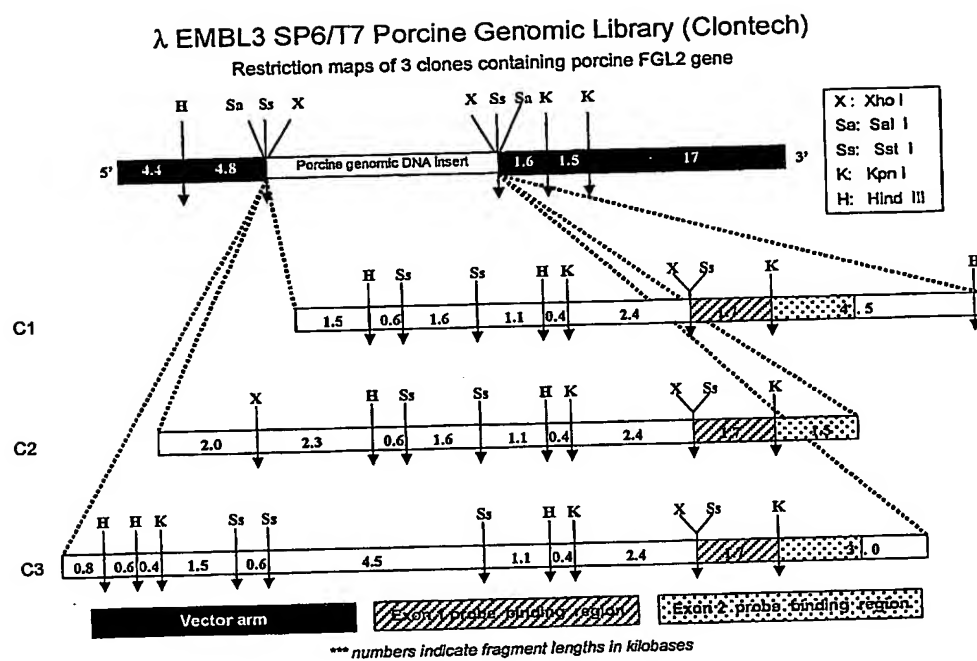 λ EMBL3 SP6/T7 Porcine Genomic Library (Clontech)
Restriction maps of 3 clones containing porcine FGL2 gene
H Sa Ss X X Ss Sa K K
X: Xho I
Sa: Sal I
Ss: Sst I
K: Kpn I
H: Hind III
5' 4.4 4.8 Porcine genomic DNA insert 1.6 1.5 17 3'
H Ss Ss H K X Ss K H
C1 1.5 0.6 1.6 1.1 0.4 2.4 1.7 4.5
X H Ss Ss H K X Ss K
C2 2.0 2.3 0.6 1.6 1.1 0.4 2.4 1.7 1.5
H H K Ss Ss Ss H K X Ss K
C3 0.8 0.6 0.4 1.5 0.6 4.5 1.1 0.4 2.4 1.7 3.0
Vector arm Exon 1 probe binding region Exon 2 probe binding region
*** numbers indicate fragment lengths in kilobases